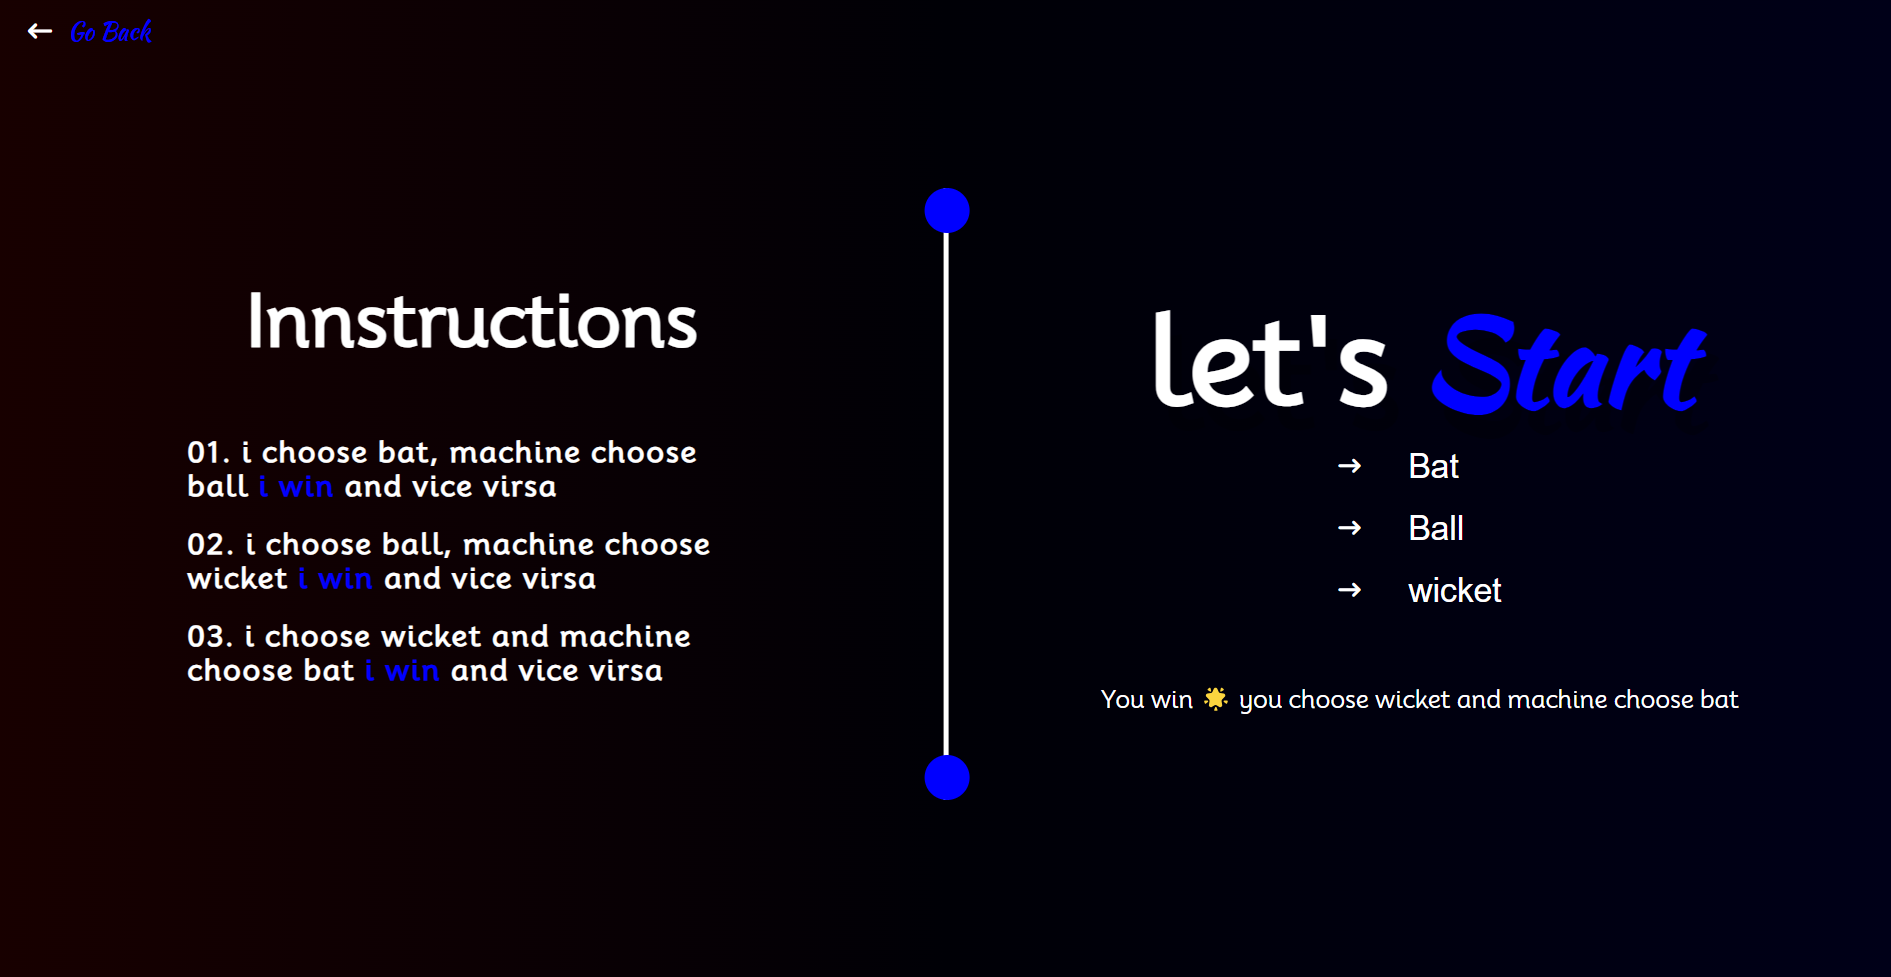 Go Back
Innstructions
01. i choose bat, machine choose
ball i win and vice virsa
02. i choose ball, machine choose
wicket i win and vice virsa
03. i choose wicket and machine
choose bat i win and vice virsa
let's Start
→ Bat
→ Ball
→ wicket
You win 🌟 you choose wicket and machine choose bat